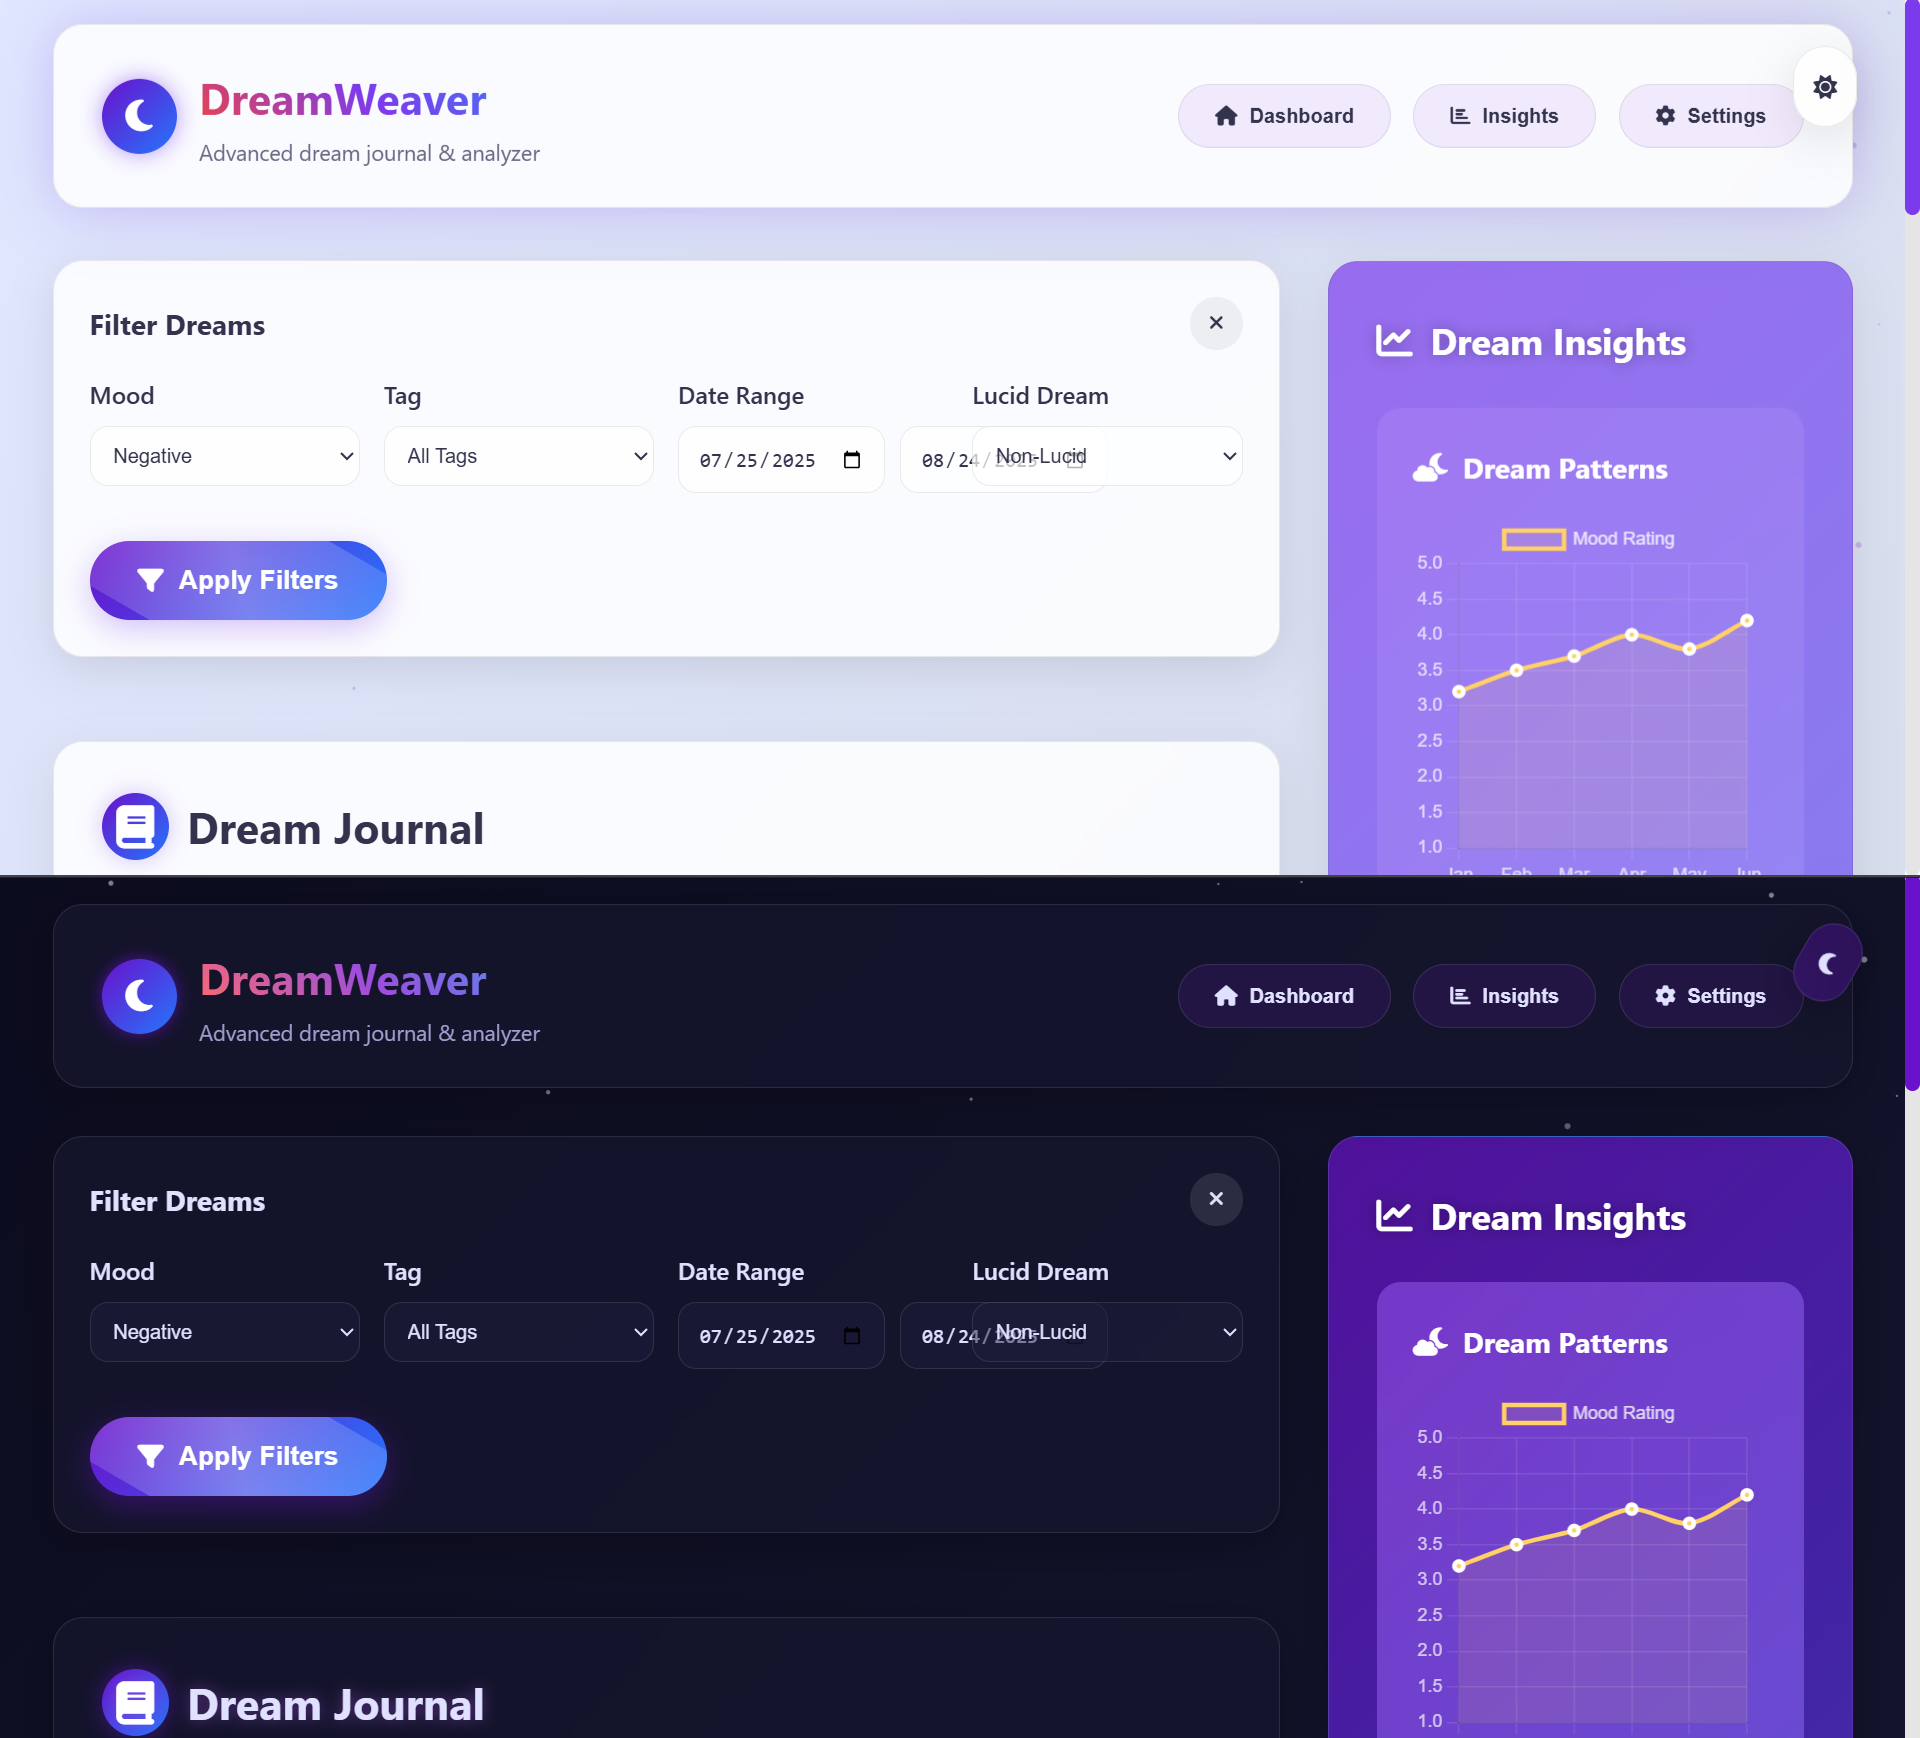 DreamWeaver
Advanced dream journal & analyzer
Dashboard
Insights
Settings
Filter Dreams
Mood
Tag
Date Range
Lucid Dream
Negative
All Tags
07/25/2025
08/24/2025
Non-Lucid
Apply Filters
Dream Journal
Dream Insights
Dream Patterns
Mood Rating
5.0
4.5
4.0
3.5
3.0
2.5
2.0
1.5
1.0
Jan Feb Mar Apr May Jun
DreamWeaver
Advanced dream journal & analyzer
Dashboard
Insights
Settings
Filter Dreams
Mood
Tag
Date Range
Lucid Dream
Negative
All Tags
07/25/2025
08/24/2025
Non-Lucid
Apply Filters
Dream Journal
Dream Insights
Dream Patterns
Mood Rating
5.0
4.5
4.0
3.5
3.0
2.5
2.0
1.5
1.0